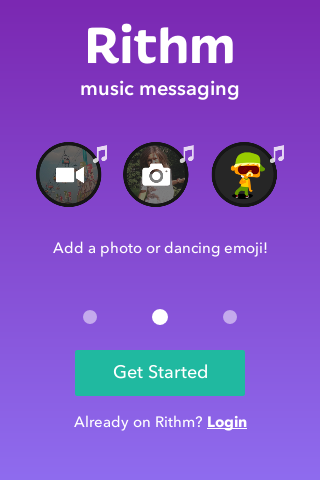 Rithm
music messaging
Add a photo or dancing emoji!
Get Started
Already on Rithm? Login